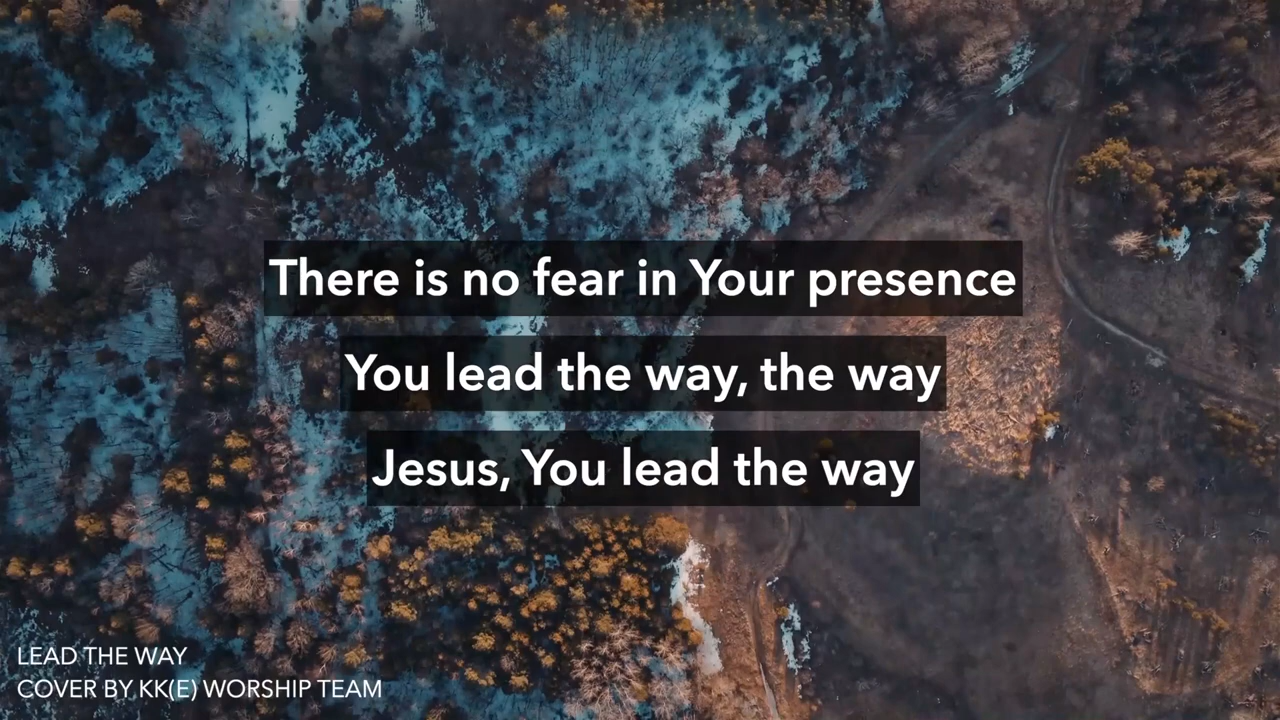 There is no fear in Your presence
You lead the way, the way
Jesus, You lead the way
LEAD THE WAY
COVER BY KK(E) WORSHIP TEAM